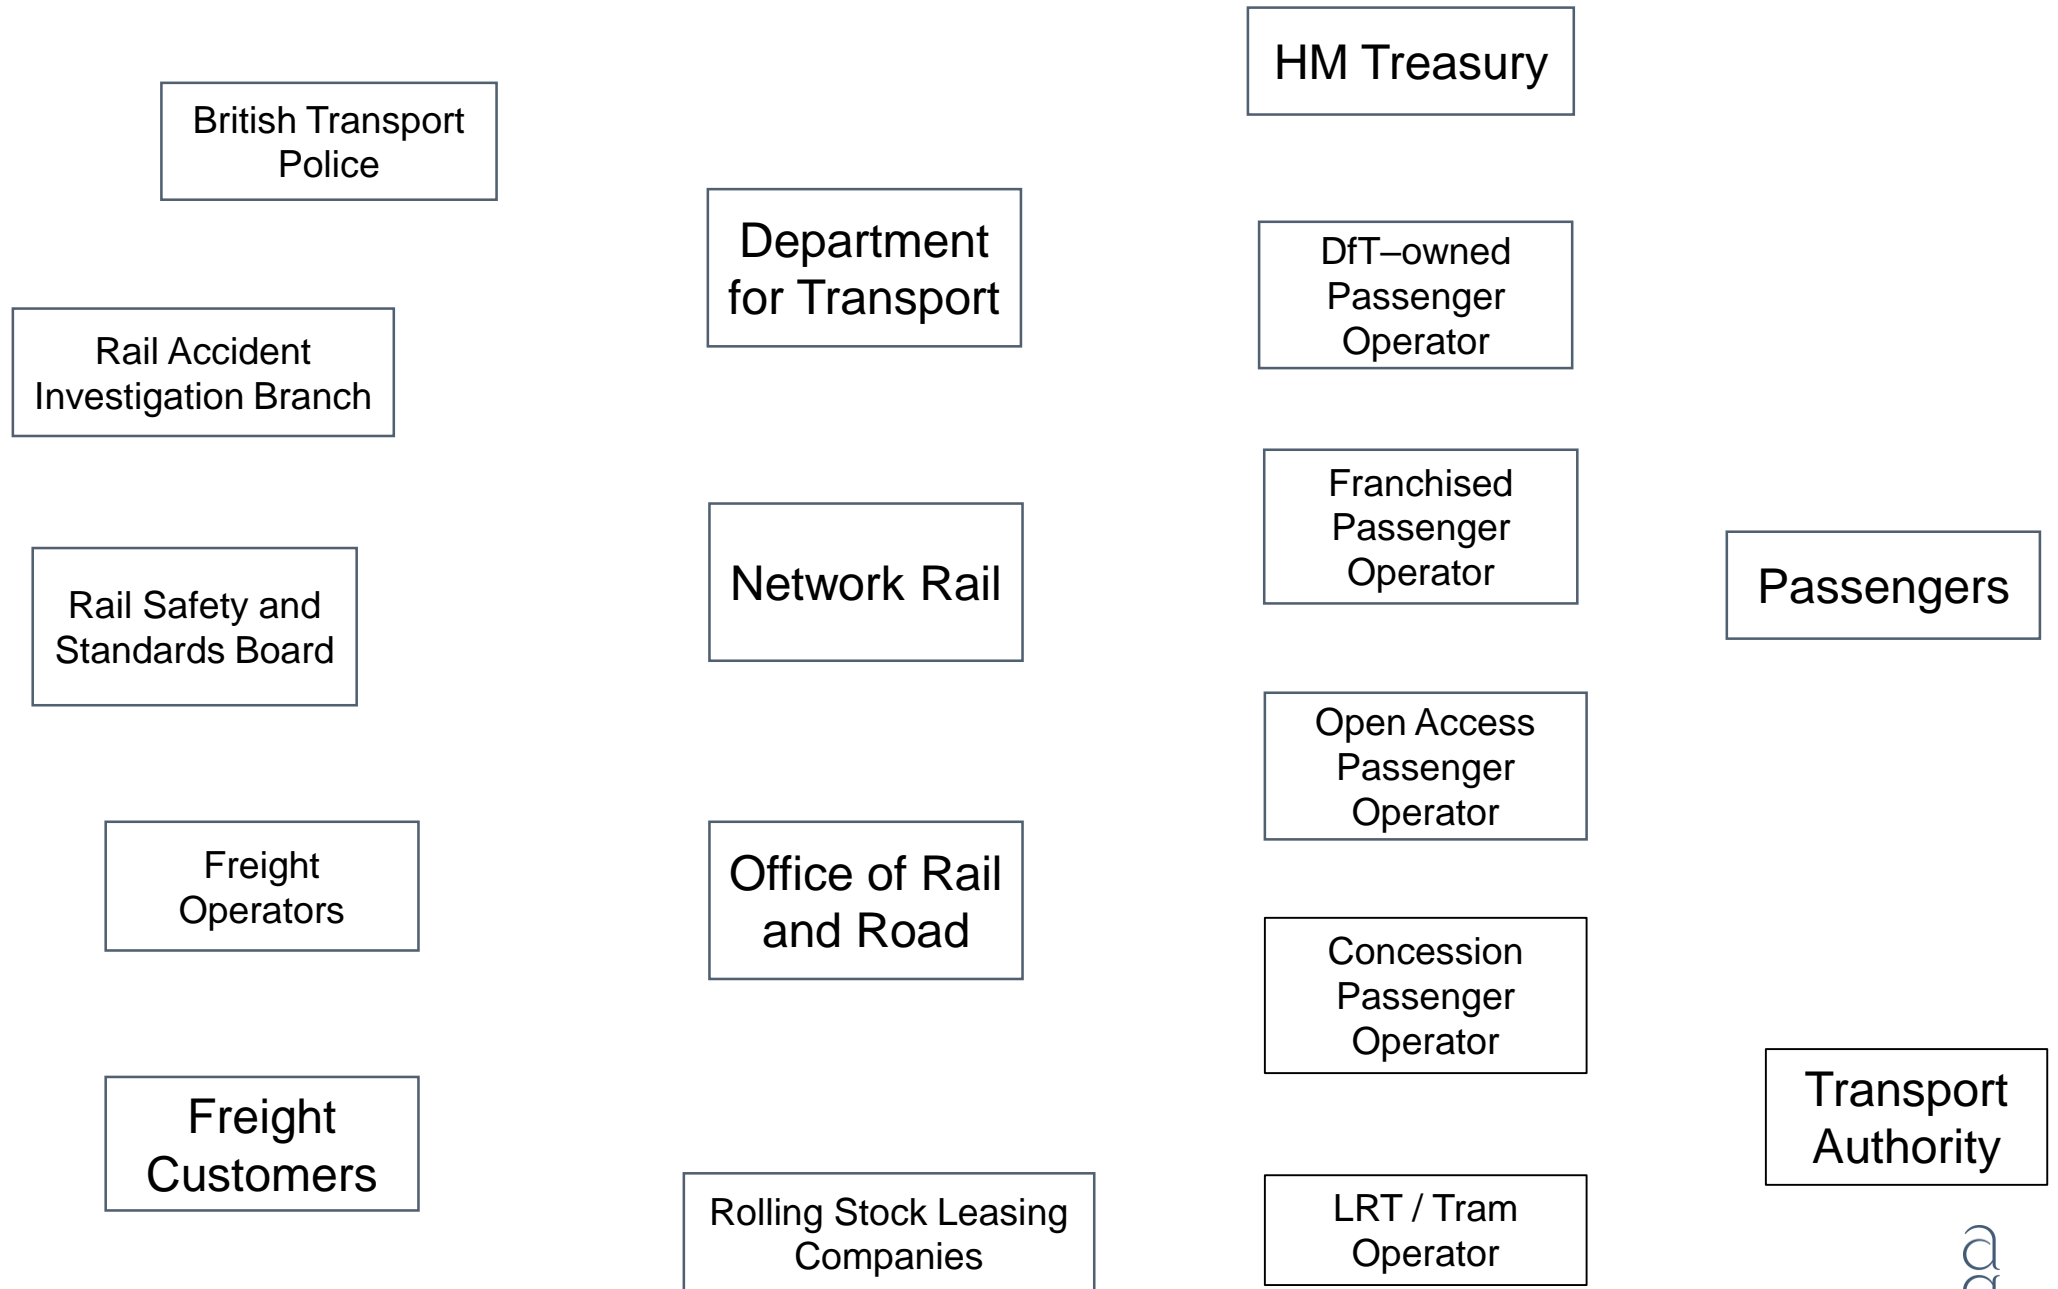 HM Treasury
British Transport
Police
Department
for Transport
DfT–owned
Passenger
Operator
Rail Accident
Investigation Branch
Franchised
Passenger
Operator
Network Rail
Passengers
Rail Safety and
Standards Board
Open Access
Passenger
Operator
Freight
Operators
Office of Rail
and Road
Concession
Passenger
Operator
Freight
Customers
Transport
Authority
Rolling Stock Leasing
Companies
LRT / Tram
Operator
a